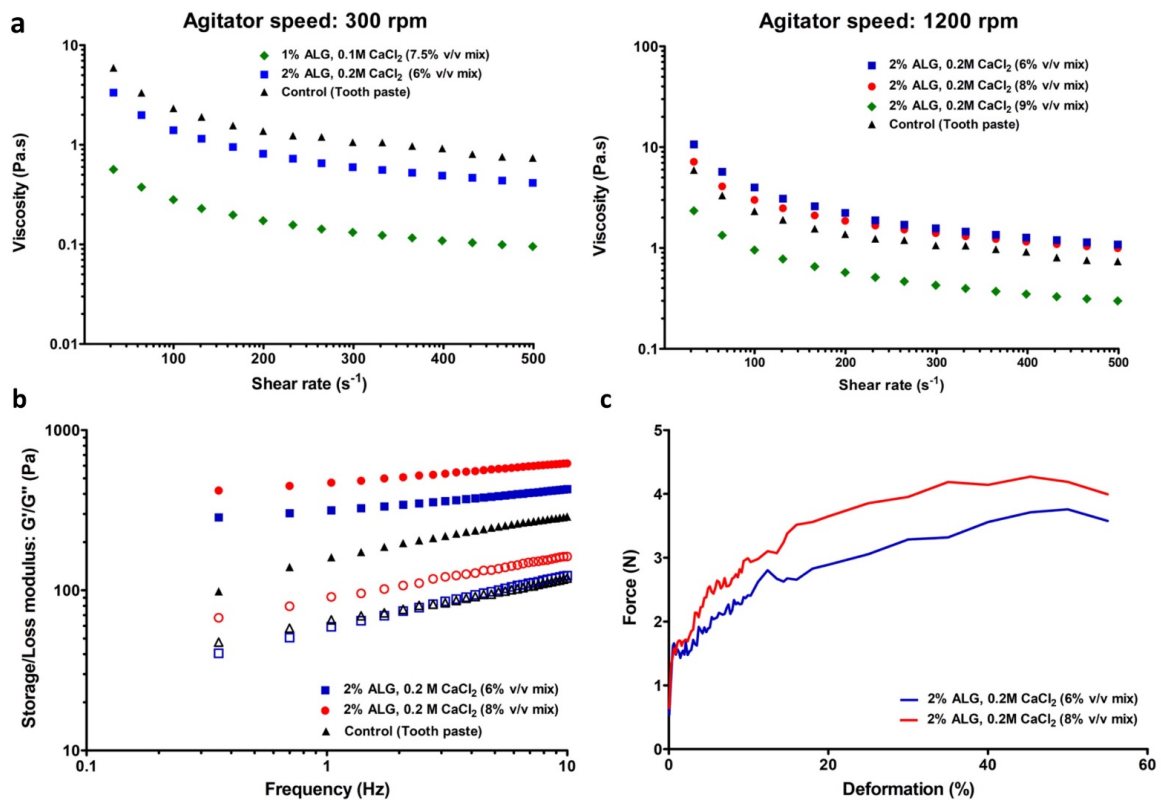 a
Agitator speed: 300 rpm
1% ALG, 0.1M CaCl2 (7.5% v/v mix)
2% ALG, 0.2M CaCl2 (6% v/v mix)
Control (Tooth paste)
Viscosity (Pa.s)
10
1
0.1
0.01
100 200 300 400 500
Shear rate (s-1)
Agitator speed: 1200 rpm
2% ALG, 0.2M CaCl2 (6% v/v mix)
2% ALG, 0.2M CaCl2 (8% v/v mix)
2% ALG, 0.2M CaCl2 (9% v/v mix)
Control (Tooth paste)
Viscosity (Pa.s)
100
10
1
0.1
100 200 300 400 500
Shear rate (s-1)
b
Storage/Loss modulus: G'/G'' (Pa)
1000
100
10
2% ALG, 0.2 M CaCl2 (6% v/v mix)
2% ALG, 0.2 M CaCl2 (8% v/v mix)
Control (Tooth paste)
0.1 1 10
Frequency (Hz)
c
Force (N)
5
4
3
2
1
0
2% ALG, 0.2M CaCl2 (6% v/v mix)
2% ALG, 0.2M CaCl2 (8% v/v mix)
0 20 40 60
Deformation (%)